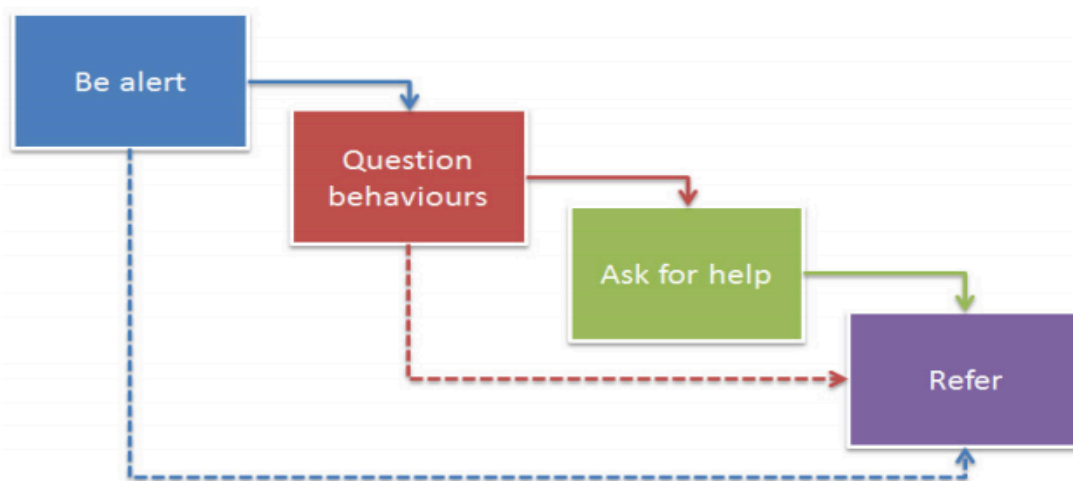 Be alert
Question
behaviours
Ask for help
Refer